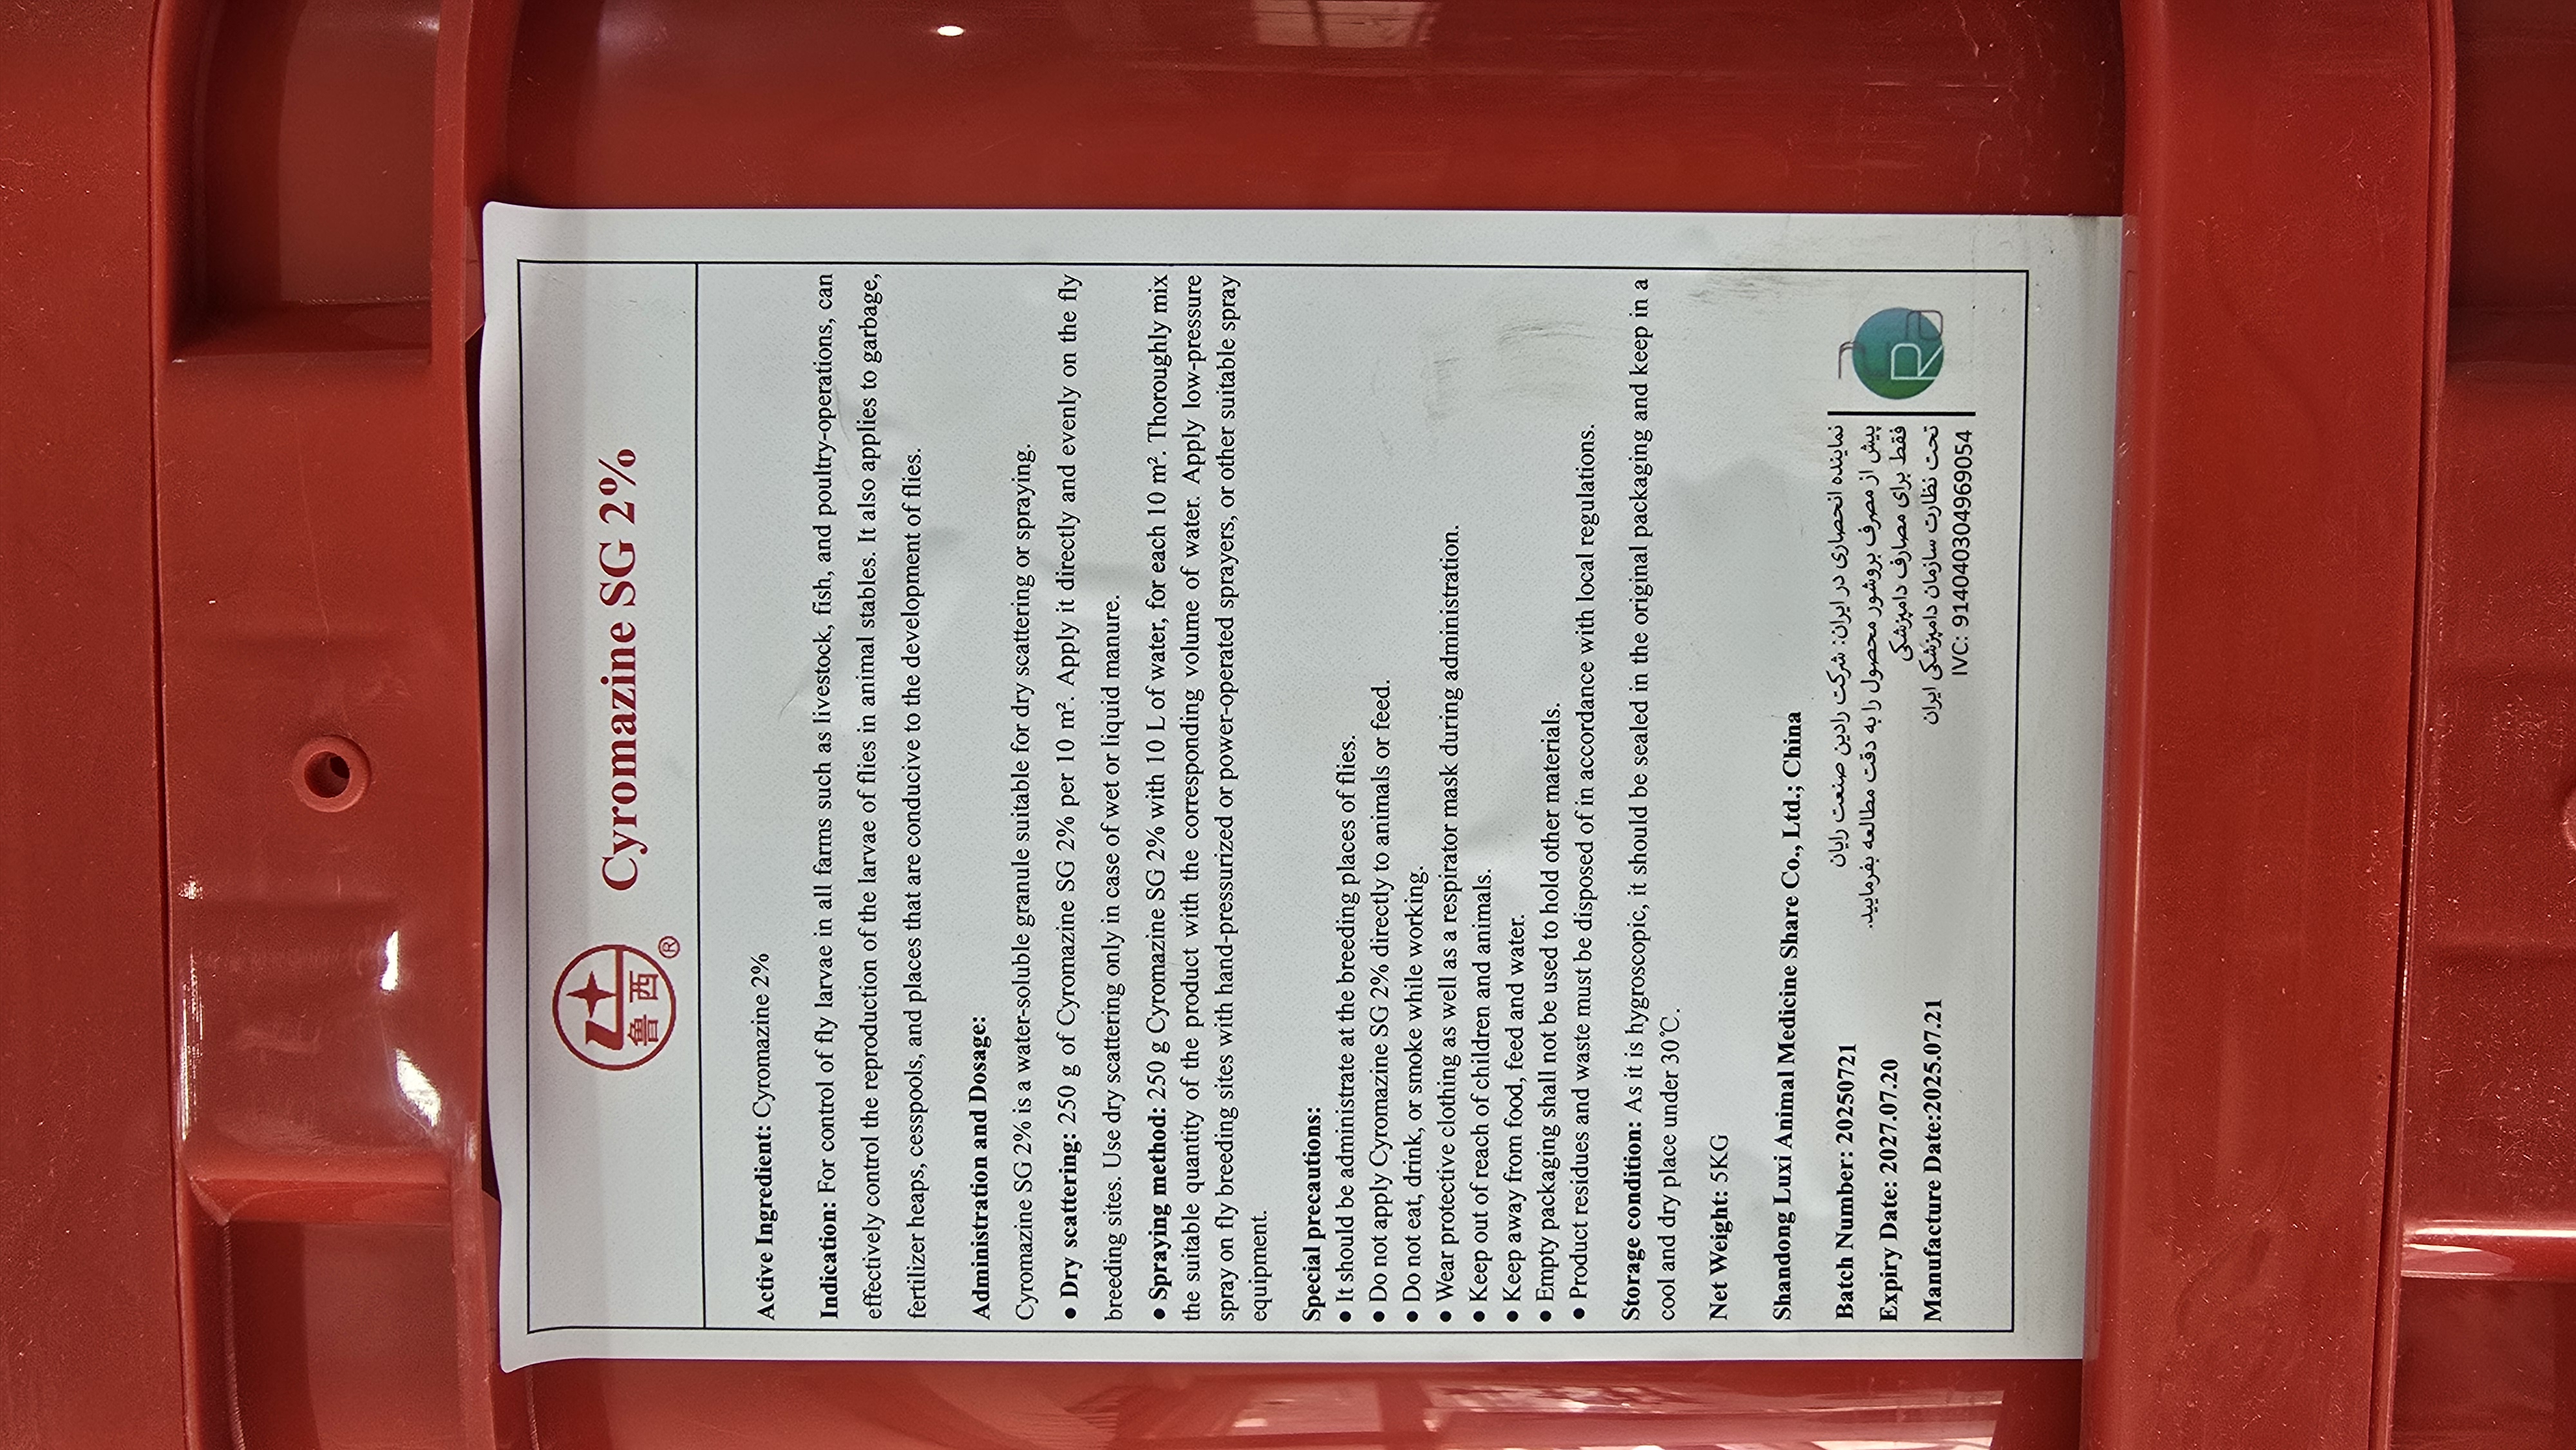 鲁西
®
Cyromazine SG 2%
Active Ingredient: Cyromazine 2%
Indication: For control of fly larvae in all farms such as livestock, fish, and poultry-operations, can
effectively control the reproduction of the larvae of flies in animal stables. It also applies to garbage,
fertilizer heaps, cesspools, and places that are conducive to the development of flies.
Administration and Dosage:
Cyromazine SG 2% is a water-soluble granule suitable for dry scattering or spraying.
● Dry scattering: 250 g of Cyromazine SG 2% per 10 m². Apply it directly and evenly on the fly
breeding sites. Use dry scattering only in case of wet or liquid manure.
● Spraying method: 250 g Cyromazine SG 2% with 10 L of water, for each 10 m². Thoroughly mix
the suitable quantity of the product with the corresponding volume of water. Apply low-pressure
spray on fly breeding sites with hand-pressurized or power-operated sprayers, or other suitable spray
equipment.
Special precautions:
● It should be administrate at the breeding places of flies.
● Do not apply Cyromazine SG 2% directly to animals or feed.
● Do not eat, drink, or smoke while working.
● Wear protective clothing as well as a respirator mask during administration.
● Keep out of reach of children and animals.
● Keep away from food, feed and water.
● Empty packaging shall not be used to hold other materials.
● Product residues and waste must be disposed of in accordance with local regulations.
Storage condition: As it is hygroscopic, it should be sealed in the original packaging and keep in a
cool and dry place under 30℃.
Net Weight: 5KG
Shandong Luxi Animal Medicine Share Co., Ltd.; China
Batch Number: 20250721
Expiry Date: 2027.07.20
Manufacture Date:2025.07.21
نماینده انحصاری در ایران: شرکت رادین صنعت رایان
پیش از مصرف بروشور محصول را به دقت مطالعه بفرمایید.
فقط برای مصارف دامپزشکی
تحت نظارت سازمان دامپزشکی ایران
IVC: 914040304969054